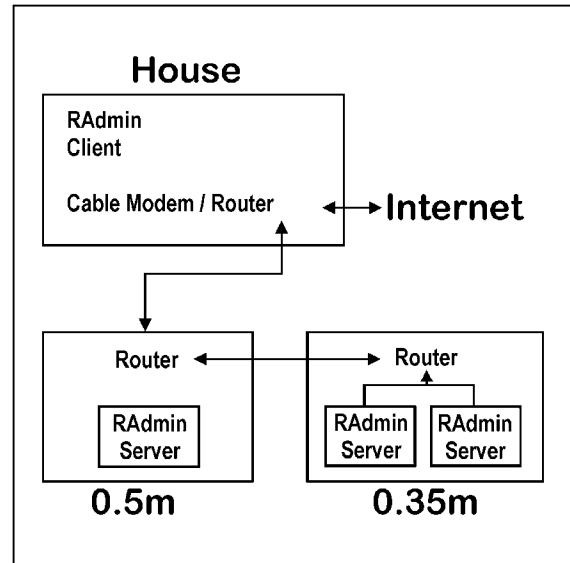 House
RAdmin
Client
Cable Modem / Router
Internet
Router
RAdmin
Server
0.5m
Router
RAdmin
Server
RAdmin
Server
0.35m